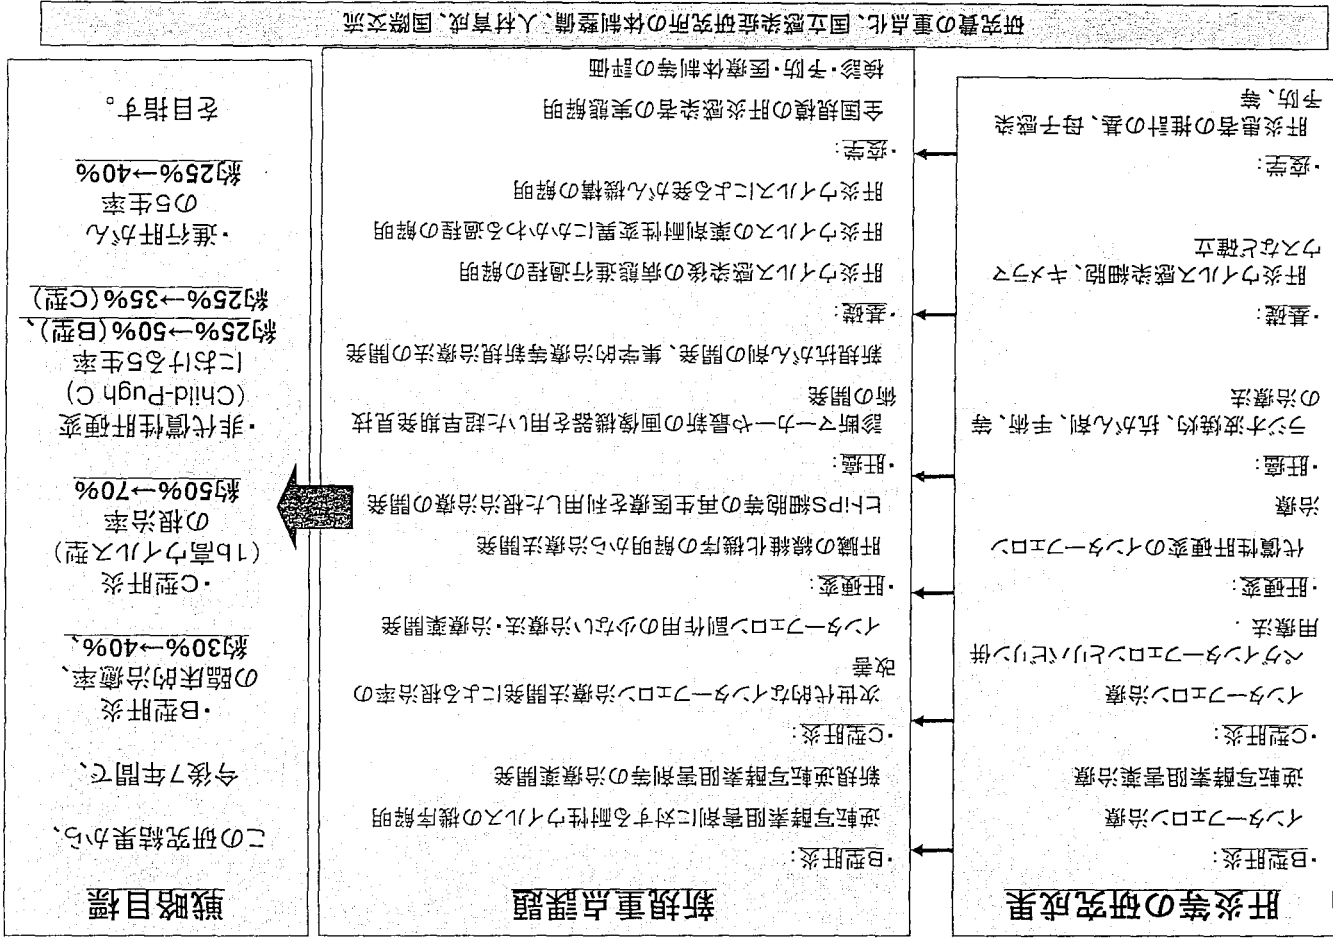 肝炎等の研究成果
・B型肝炎:
インターフェロン治療
逆転写酵素阻害薬治療
・C型肝炎:
インターフェロン治療
ペグインターフェロンとリバビリン併
用療法
・肝硬変:
代償性肝硬変のインターフェロン
治療
・肝癌:
ラジオ波焼灼、抗がん剤、手術、等
の治療法
・基礎:
肝炎ウイルス感染細胞、キメラマ
ウスなど確立
・疫学:
肝炎患者の推計の基、母子感染
予防、等
新規重点課題
・B型肝炎:
逆転写酵素阻害剤に対する耐性ウイルスの機序解明
新規逆転写酵素阻害剤等の治療薬開発
・C型肝炎:
次世代的なインターフェロン治療法開発による根治率の
改善
インターフェロン副作用の少ない治療法・治療薬開発
・肝硬変:
肝臓の線維化機序の解明から治療法開発
ヒトiPS細胞等の再生医療を利用した根治治療の開発
・肝癌:
診断マーカーや最新の画像機器を用いた超早期発見技
術の開発
新規抗がん剤の開発、集学的治療等新規治療法の開発
・基礎:
肝炎ウイルス感染後の病態進行過程の解明
肝炎ウイルスの薬剤耐性変異にかかわる過程の解明
肝炎ウイルスによる発がん機構の解明
・疫学:
全国規模の肝炎感染者の実態解明
検診・予防・医療体制等の評価
戦略目標
この研究結果から、
今後7年間で、
・B型肝炎
の臨床的治癒率、
約30%→40%、
・C型肝炎
(1b高ウイルス型)
の根治率
約50%→70%
・非代償性肝硬変
(Child-Pugh C)
における5生率
約25%→50%(B型)、
約25%→35%(C型)
・進行肝がん
の5生率
約25%→40%
を目指す。
研究費の重点化、国立感染症研究所の体制整備、人材育成、国際交流